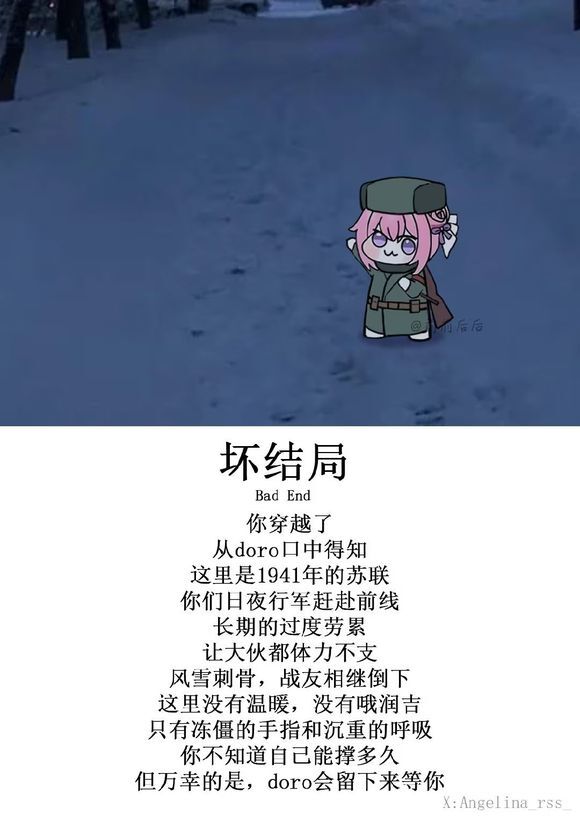 坏结局
Bad End
你穿越了
从doro口中得知
这里是1941年的苏联
你们日夜行军赶赴前线
长期的过度劳累
让大伙都体力不支
风雪刺骨，战友相继倒下
这里没有温暖，没有哦润吉
只有冻僵的手指和沉重的呼吸
你不知道自己能撑多久
但万幸的是，doro会留下来等你
X:Angelina_rss_